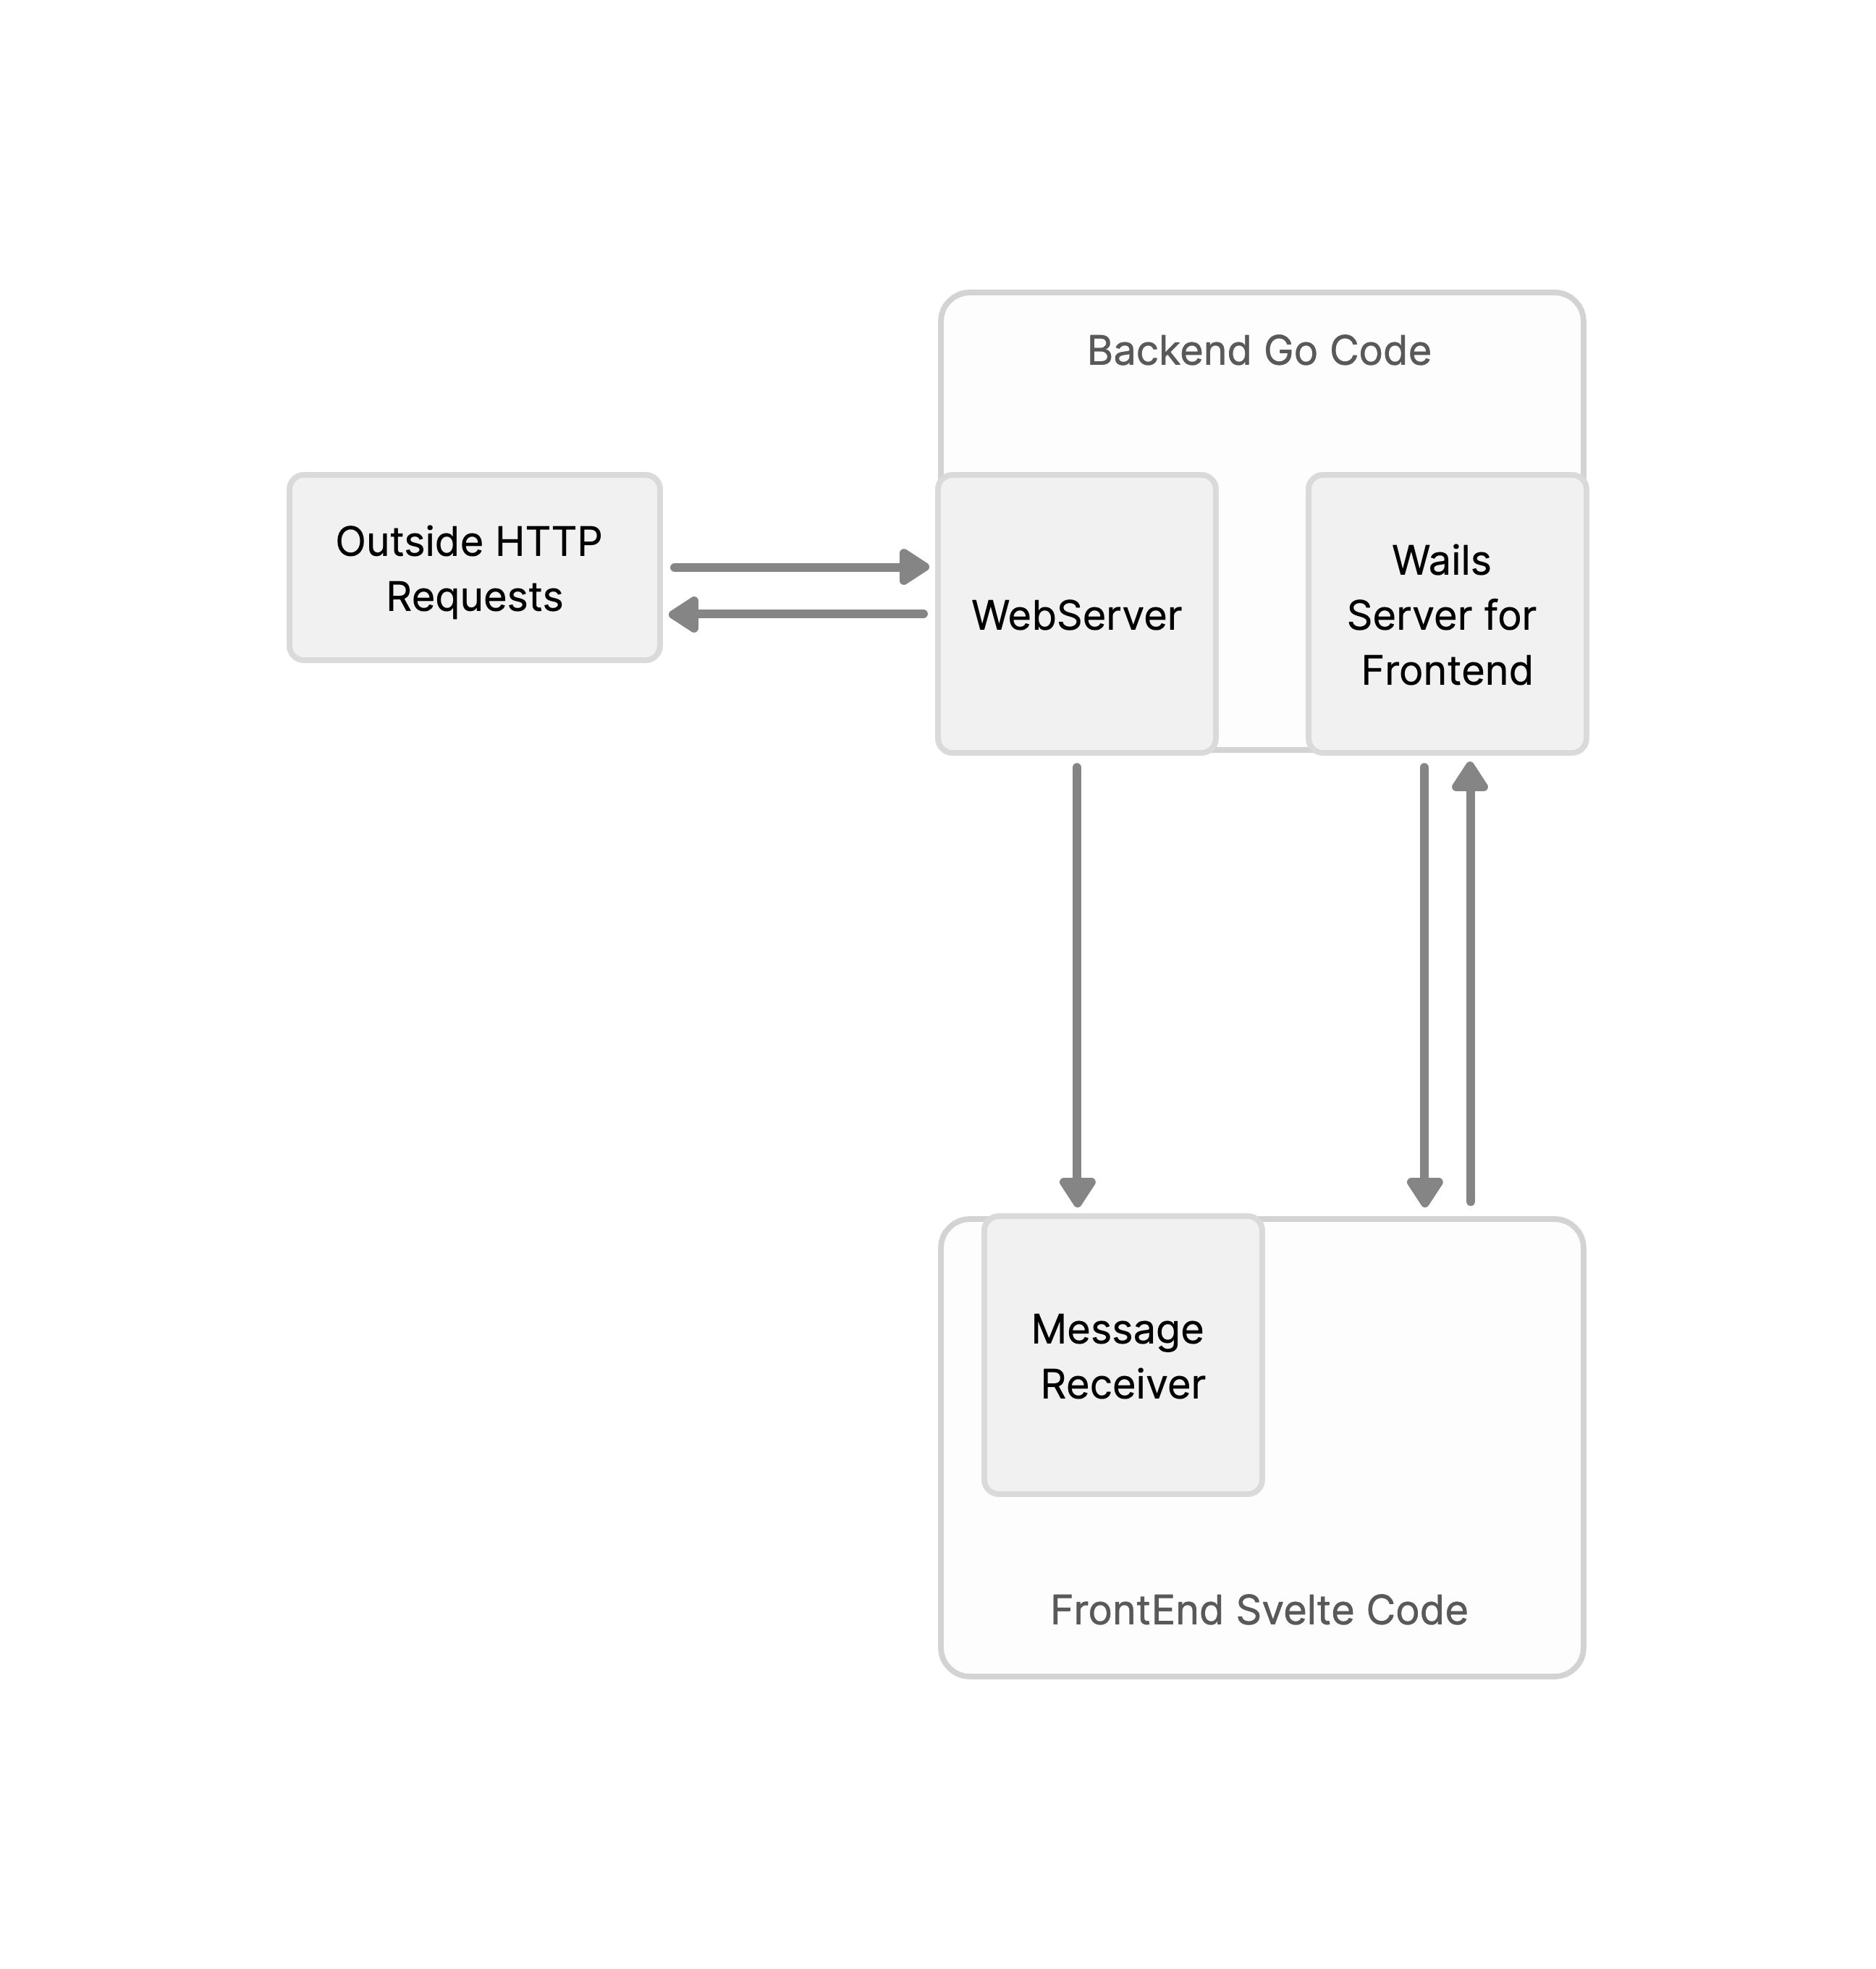 Backend Go Code
Outside HTTP
Requests
WebServer
Wails
Server for
Frontend
Message
Receiver
FrontEnd Svelte Code